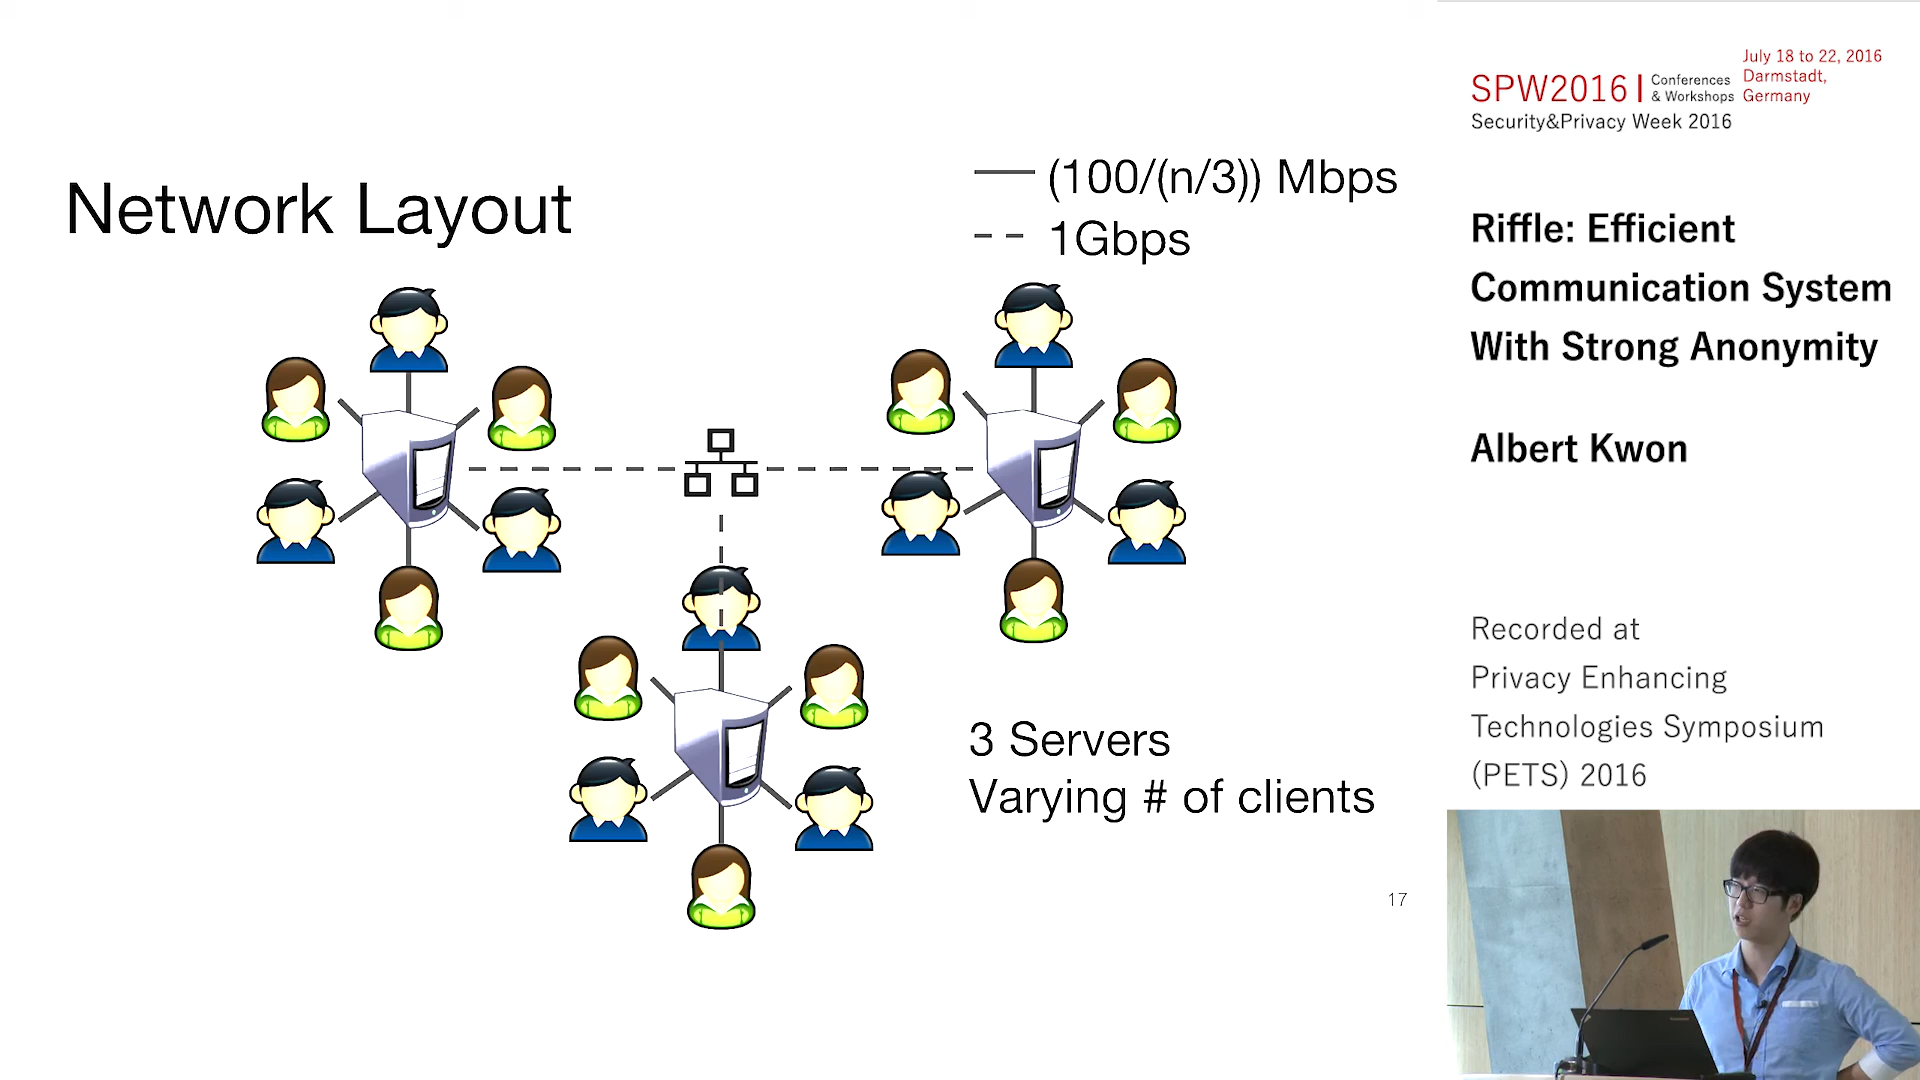 Network Layout
(100/(n/3)) Mbps
1Gbps
3 Servers
Varying # of clients
17
SPW2016 | Conferences & Workshops
July 18 to 22, 2016
Darmstadt,
Germany
Security&Privacy Week 2016
Riffle: Efficient
Communication System
With Strong Anonymity
Albert Kwon
Recorded at
Privacy Enhancing
Technologies Symposium
(PETS) 2016